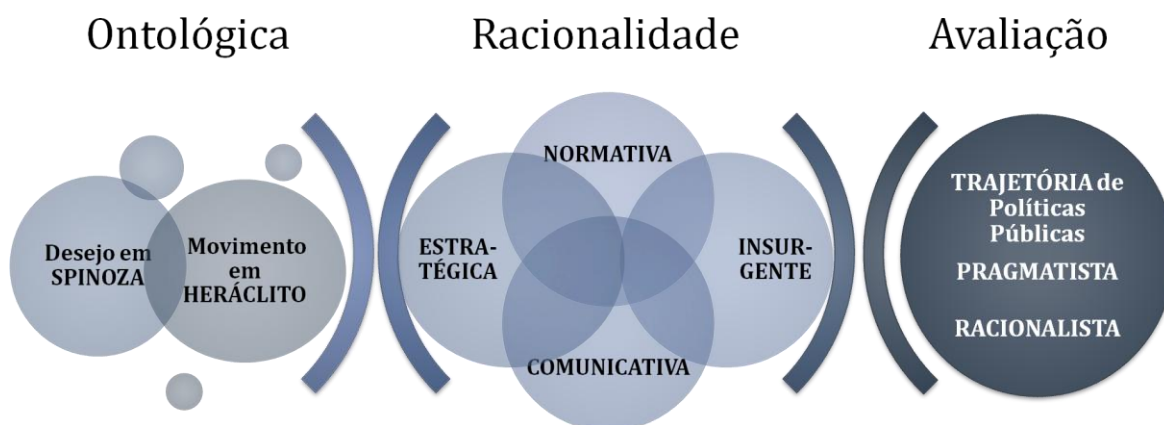 Ontológica
Racionalidade
Avaliação
Desejo em
SPINOZA
Movimento
em
HERÁCLITO
NORMATIVA
ESTRA-
TÉGICA
INSUR-
GENTE
COMUNICATIVA
TRAJETÓRIA de
Políticas
Públicas
PRAGMATISTA
RACIONALISTA